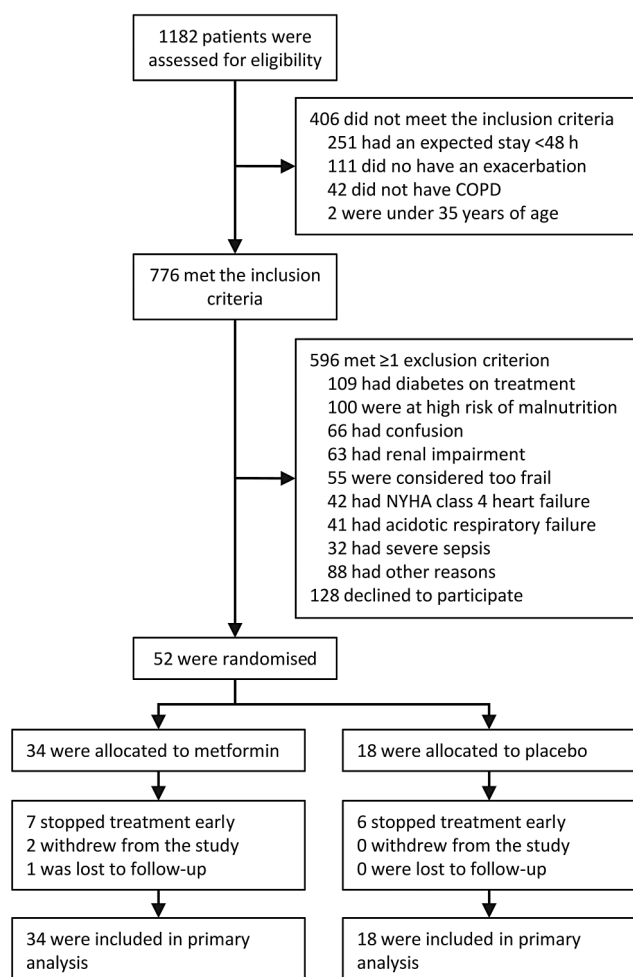 1182 patients were
assessed for eligibility
406 did not meet the inclusion criteria
251 had an expected stay <48 h
111 did no have an exacerbation
42 did not have COPD
2 were under 35 years of age
776 met the inclusion
criteria
596 met ≥1 exclusion criterion
109 had diabetes on treatment
100 were at high risk of malnutrition
66 had confusion
63 had renal impairment
55 were considered too frail
42 had NYHA class 4 heart failure
41 had acidotic respiratory failure
32 had severe sepsis
88 had other reasons
128 declined to participate
52 were randomised
34 were allocated to metformin
18 were allocated to placebo
7 stopped treatment early
2 withdrew from the study
1 was lost to follow-up
6 stopped treatment early
0 withdrew from the study
0 were lost to follow-up
34 were included in primary
analysis
18 were included in primary
analysis